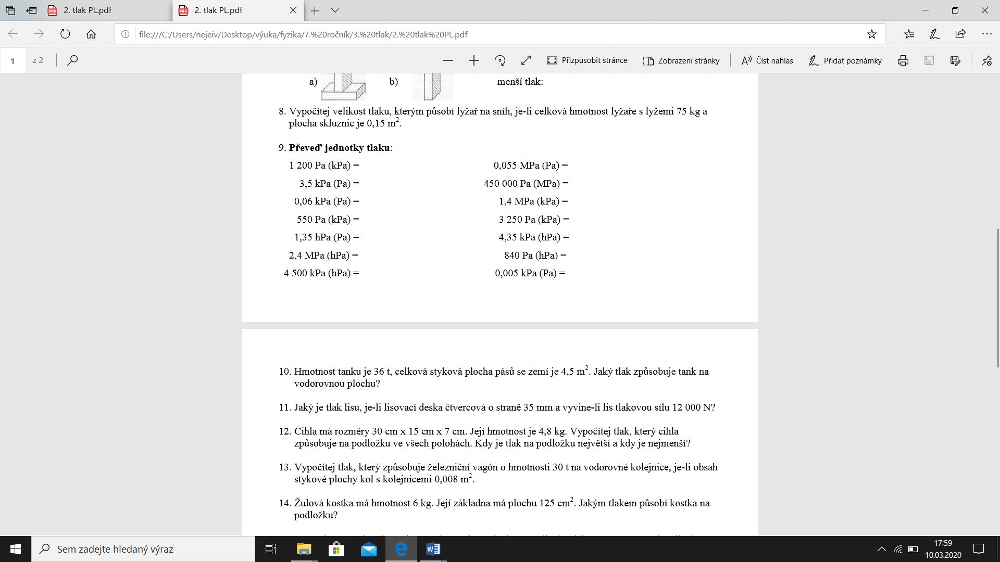 2. tlak PL.pdf
2. tlak PL.pdf
file:///C:/Users/nejeiv/Desktop/výuka/fyzika/7.%20ročník/3.%20tlak/2.%20tlak%20PL.pdf
1 z 2
Přizpůsobit stránce
Zobrazení stránky
Číst nahlas
Přidat poznámky
a) b) menší tlak:
8. Vypočítej velikost tlaku, kterým působí lyžař na sníh, je-li celková hmotnost lyžaře s lyžemi 75 kg a
plocha skluznic je 0,15 m².
9. Převeď jednotky tlaku:
1 200 Pa (kPa) = 0,055 MPa (Pa) =
3,5 kPa (Pa) = 450 000 Pa (MPa) =
0,06 kPa (Pa) = 1,4 MPa (kPa) =
550 Pa (kPa) = 3 250 Pa (kPa) =
1,35 hPa (Pa) = 4,35 kPa (hPa) =
2,4 MPa (hPa) = 840 Pa (hPa) =
4 500 kPa (hPa) = 0,005 kPa (Pa) =
10. Hmotnost tanku je 36 t, celková styková plocha pásů se zemí je 4,5 m². Jaký tlak způsobuje tank na
vodorovnou plochu?
11. Jaký je tlak lisu, je-li lisovací deska čtvercová o straně 35 mm a vyvine-li lis tlakovou sílu 12 000 N?
12. Cihla má rozměry 30 cm x 15 cm x 7 cm. Její hmotnost je 4,8 kg. Vypočítej tlak, který cihla
způsobuje na podložku ve všech polohách. Kdy je tlak na podložku největší a kdy je nejmenší?
13. Vypočítej tlak, který způsobuje železniční vagón o hmotnosti 30 t na vodorovné kolejnice, je-li obsah
stykové plochy kol s kolejnicemi 0,008 m².
14. Žulová kostka má hmotnost 6 kg. Její základna má plochu 125 cm². Jakým tlakem působí kostka na
podložku?
Sem zadejte hledaný výraz
17:59
10.03.2020